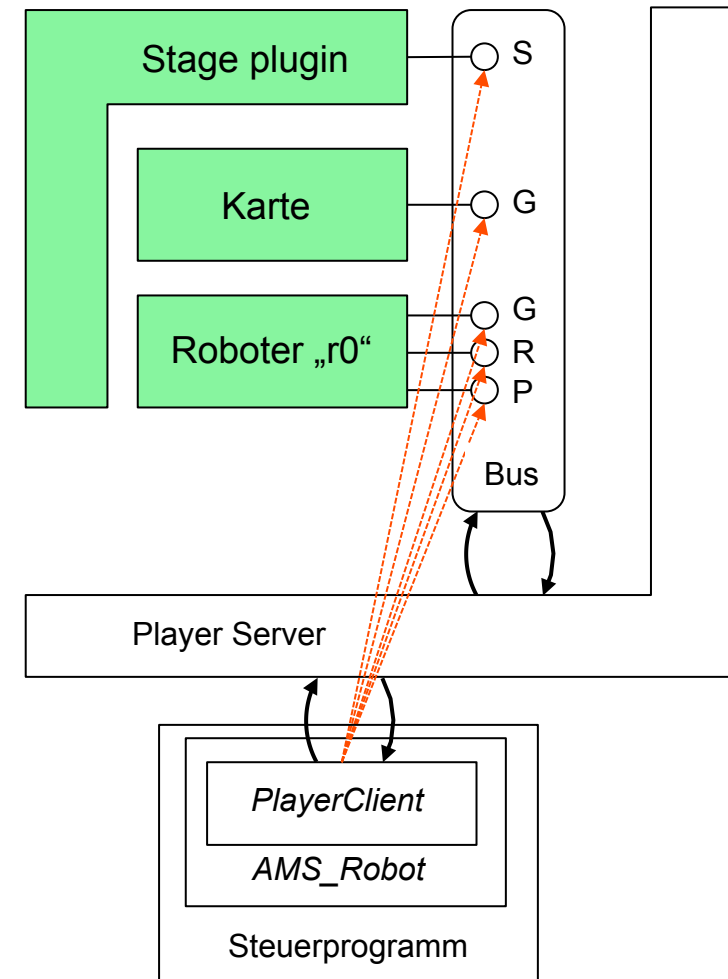 Stage plugin
S
Karte
G
G
Roboter „r0“
R
P
Bus
Player Server
PlayerClient
AMS_Robot
Steuerprogramm